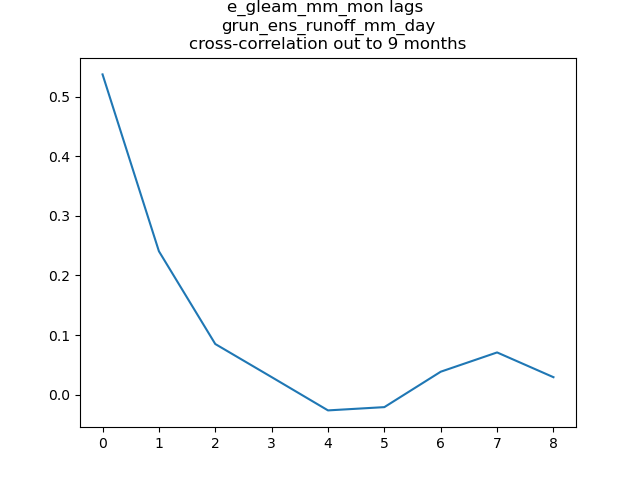 e_gleam_mm_mon lags
grun_ens_runoff_mm_day
cross-correlation out to 9 months
0.5
0.4
0.3
0.2
0.1
0.0
0 1 2 3 4 5 6 7 8